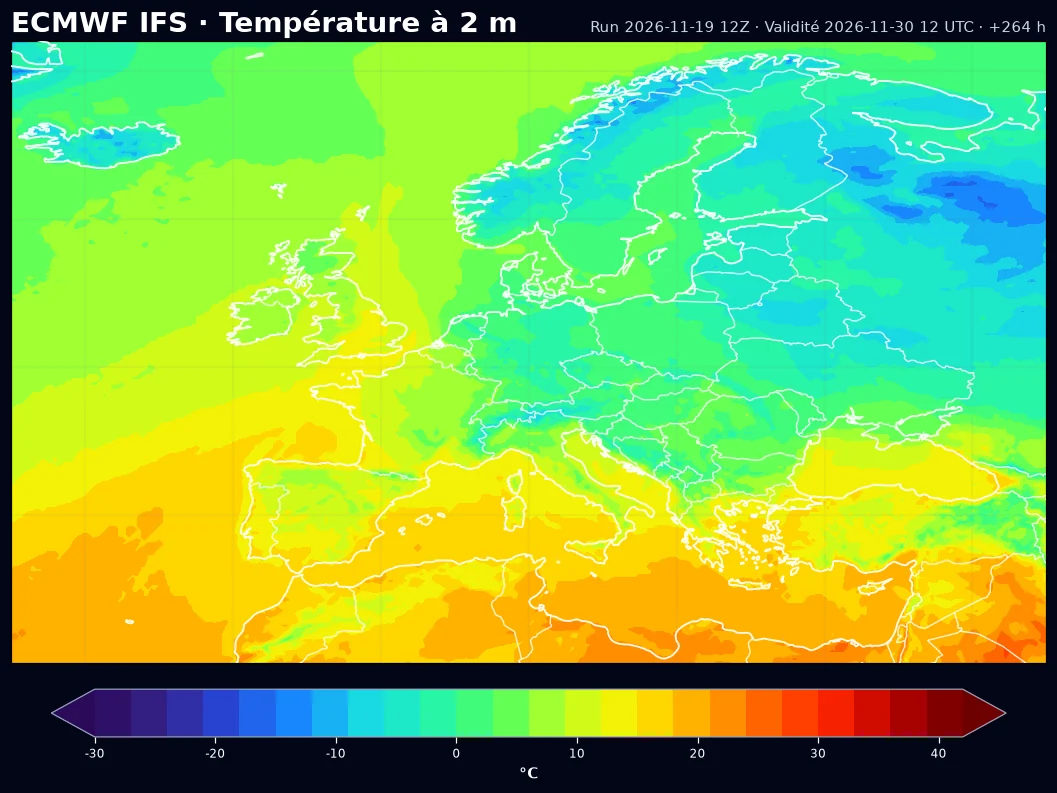 ECMWF IFS · Température à 2 m
Run 2026-11-19 12Z · Validité 2026-11-30 12 UTC · +264 h
-30 -20 -10 0 10 20 30 40
°C